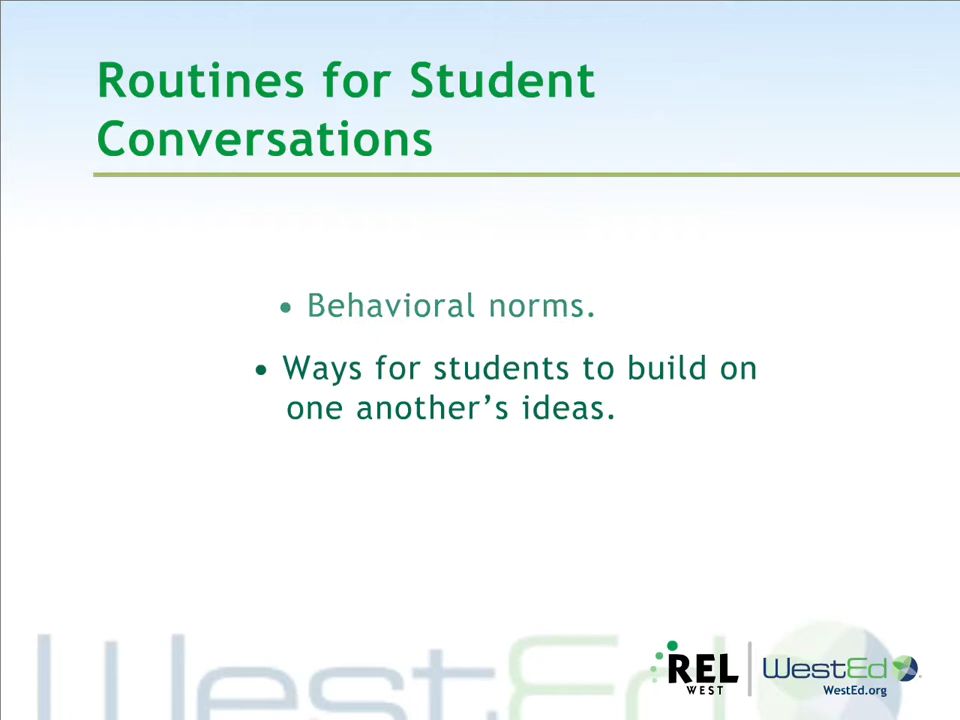 Routines for Student
Conversations
• Behavioral norms.
• Ways for students to build on
one another’s ideas.
WestEd
REL
WEST
WestEd
WestEd.org